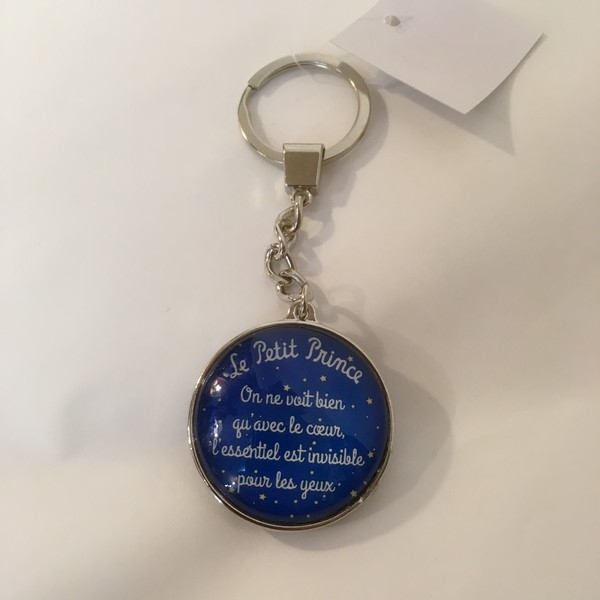 Le Petit Prince
On ne voit bien
qu'avec le cœur,
l'essentiel est invisible
pour les yeux